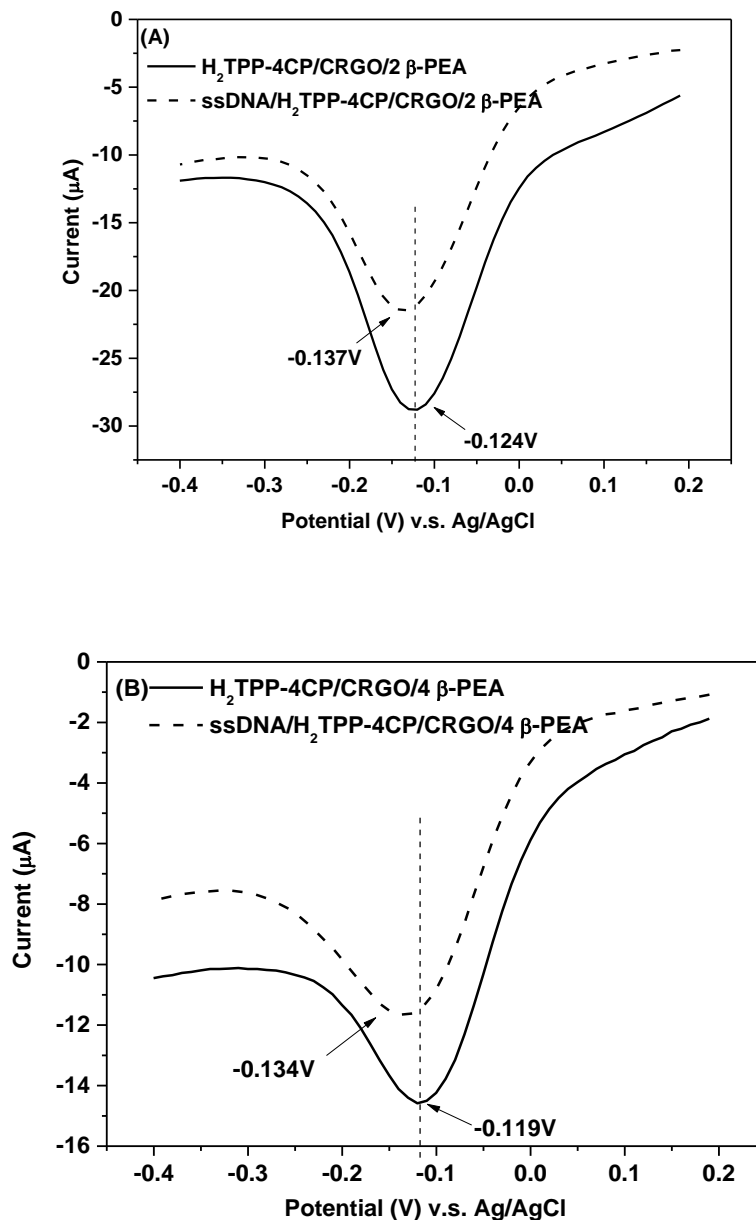 (A)
H₂TPP-4CP/CRGO/2 β-PEA
ssDNA/H₂TPP-4CP/CRGO/2 β-PEA
0
-5
-10
-15
-20
-25
-30
Current (μA)
-0.137V
-0.124V
-0.4 -0.3 -0.2 -0.1 0.0 0.1 0.2
Potential (V) v.s. Ag/AgCl
(B) H₂TPP-4CP/CRGO/4 β-PEA
ssDNA/H₂TPP-4CP/CRGO/4 β-PEA
0
-2
-4
-6
-8
-10
-12
-14
-16
Current (μA)
-0.134V
-0.119V
-0.4 -0.3 -0.2 -0.1 0.0 0.1 0.2
Potential (V) v.s. Ag/AgCl